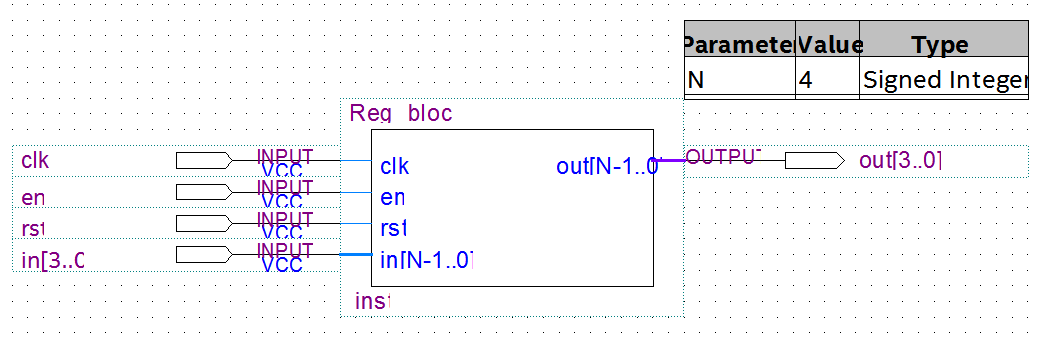 Parameter Value Type
N 4 Signed Integer
Reg_bloc
clk INPUT VCC clk out[N-1..0] OUTPUT out[3..0]
en INPUT VCC en
rst INPUT VCC rst
in[3..0] INPUT VCC in[N-1..0]
inst